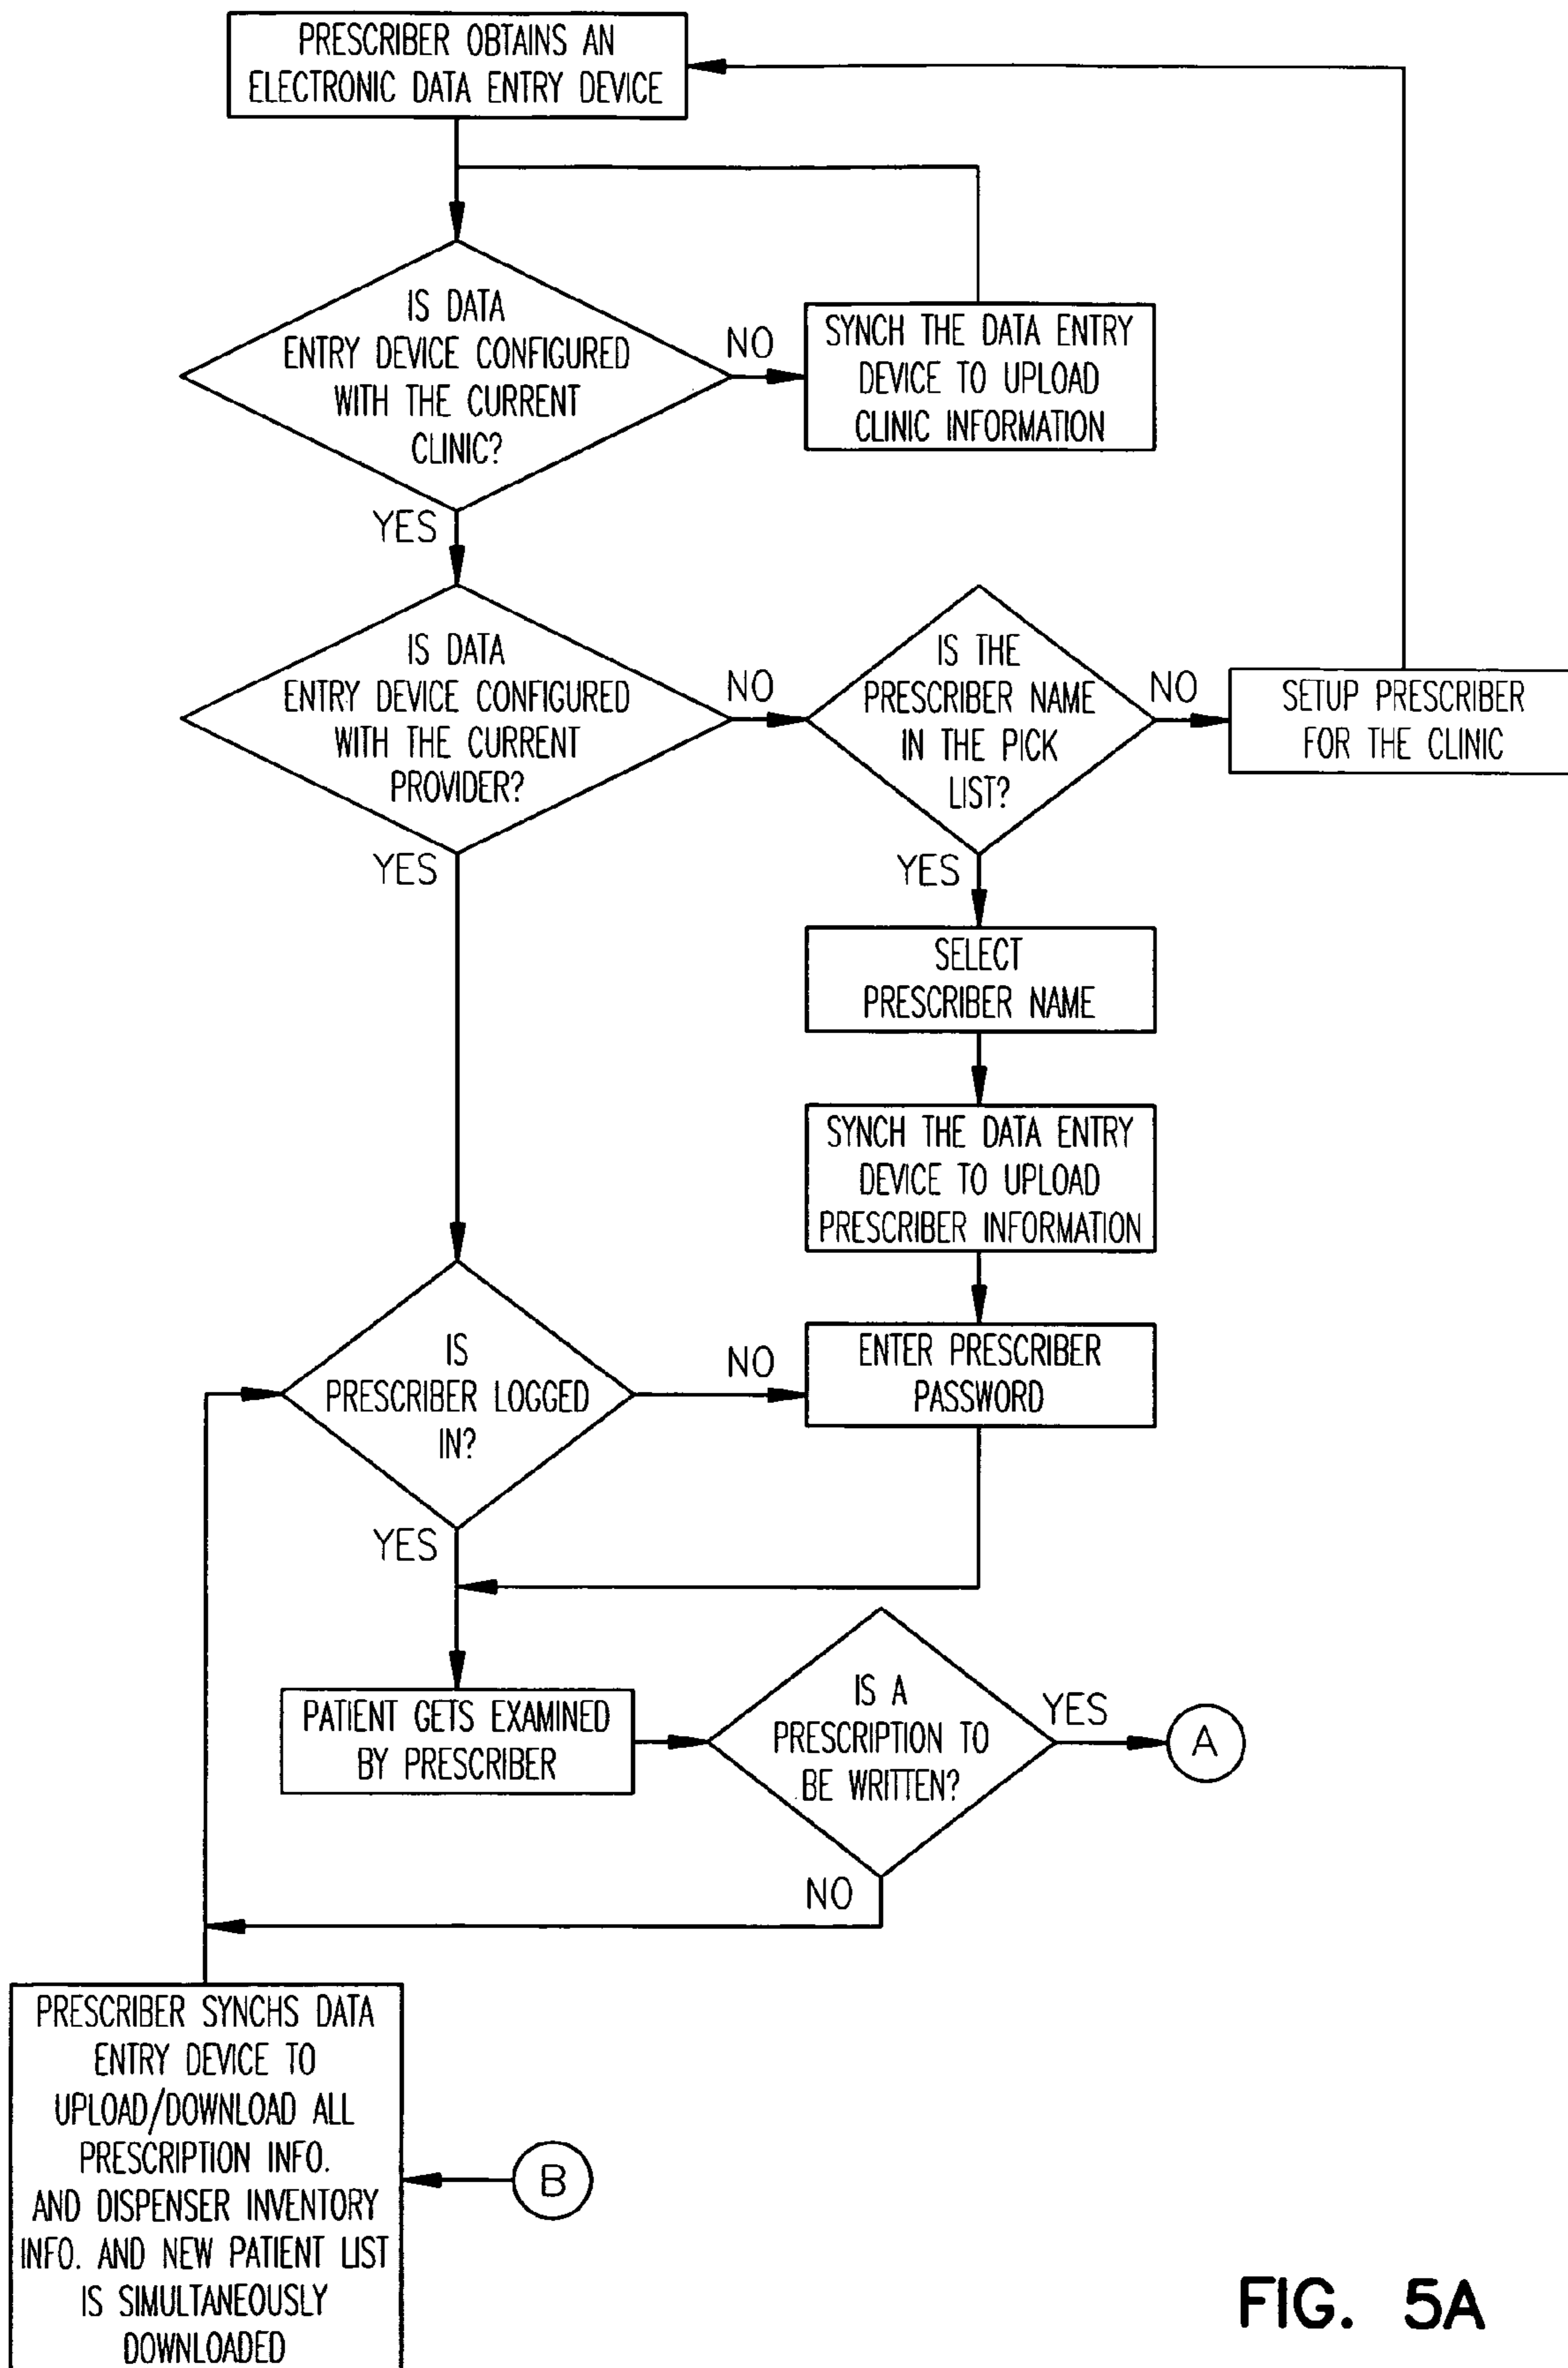 PRESCRIBER OBTAINS AN
ELECTRONIC DATA ENTRY DEVICE
IS DATA
ENTRY DEVICE CONFIGURED
WITH THE CURRENT
CLINIC?
NO
SYNCH THE DATA ENTRY
DEVICE TO UPLOAD
CLINIC INFORMATION
YES
IS DATA
ENTRY DEVICE CONFIGURED
WITH THE CURRENT
PROVIDER?
NO
IS THE
PRESCRIBER NAME
IN THE PICK
LIST?
NO
SETUP PRESCRIBER
FOR THE CLINIC
YES
YES
SELECT
PRESCRIBER NAME
SYNCH THE DATA ENTRY
DEVICE TO UPLOAD
PRESCRIBER INFORMATION
IS
PRESCRIBER LOGGED
IN?
NO
ENTER PRESCRIBER
PASSWORD
YES
PATIENT GETS EXAMINED
BY PRESCRIBER
IS A
PRESCRIPTION TO
BE WRITTEN?
YES
A
NO
PRESCRIBER SYNCHS DATA
ENTRY DEVICE TO
UPLOAD/DOWNLOAD ALL
PRESCRIPTION INFO.
AND DISPENSER INVENTORY
INFO. AND NEW PATIENT LIST
IS SIMULTANEOUSLY
DOWNLOADED
B
FIG. 5A